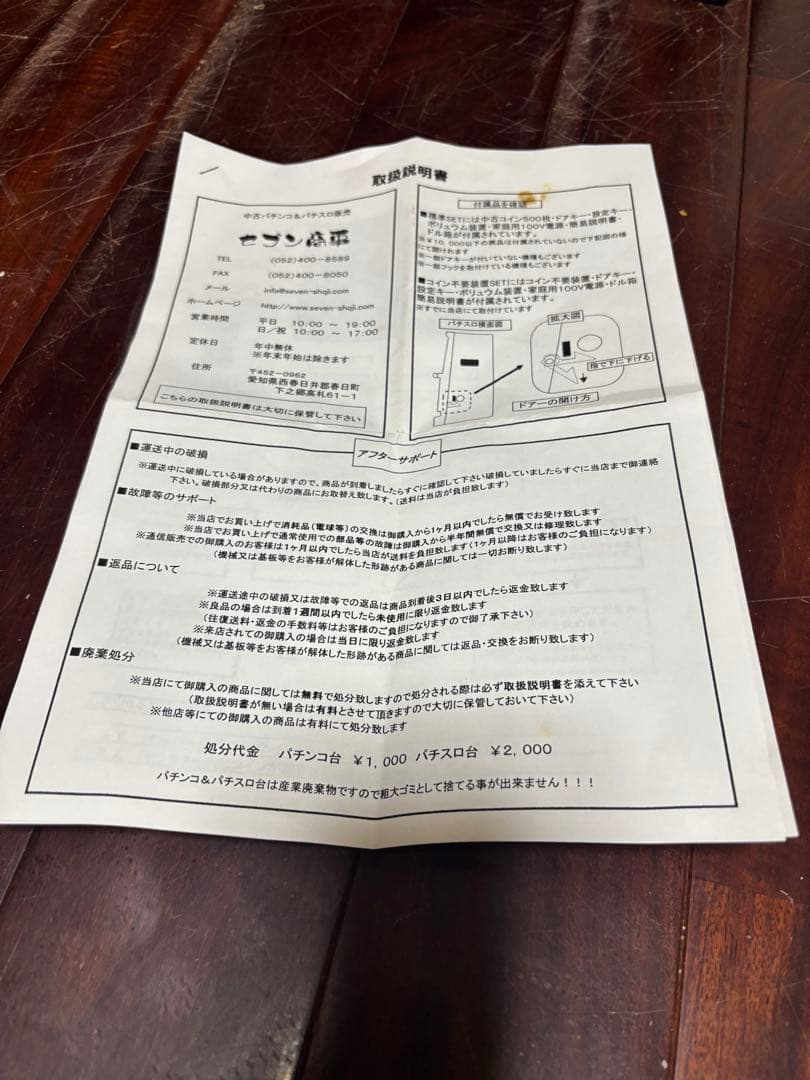 取扱説明書
中古パチンコ＆パチスロ販売
セブン商事
TEL (052)400-8589
FAX (052)400-8050
メール info@seven-shoji.com
ホームページ http://www.seven-shoji.com
営業時間 平日 10:00 ～ 19:00
日／祝 10:00 ～ 17:00
定休日 年中無休
※年末年始は除きます
住所 〒452-0962
愛知県西春日井郡春日町
下之郷高札61-1
こちらの取扱説明書は大切に保管して下さい
付属品を確認
■標準SETには中古コイン500枚・ドアキー・設定キー・
ボリュウム装置・家庭用100V電源・簡易説明書・
ドル箱が付属されています。
※￥10,000以下の商品は付属されていないので下記図の様
にて開けれます
※一部ドアキーが付いていない機種もございます
※一部フックを取付けている機種もございます
■コイン不要装置SETにはコイン不要装置・ドアキー・
設定キー・ボリュウム装置・家庭用100V電源・ドル箱
簡易説明書が付属されています。
※すでに当店にて取付けています
パチスロ横面図
拡大図
指で下に下げる
ドアーの開け方
アフターサポート
■運送中の破損
※運送中に破損している場合がありますので、商品が到着しましたらすぐに確認して下さい破損していましたらすぐに当店まで御連絡
下さい。破損部分又は代わりの商品にお取替え致します。(送料は当店が負担致します)
■故障等のサポート
※当店でお買い上げで消耗品(電球等)の交換は御購入から1ヶ月以内でしたら無償でお受け致します
※当店でお買い上げで通常使用での部品等の故障は御購入から半年間無償で交換又は修理致します
※通信販売での御購入のお客様は1ヶ月以内でしたら当店が送料を負担致します(1ヶ月以降はお客様のご負担になります)
(機械又は基板等をお客様が解体した形跡がある商品に関しては一切お断り致します)
■返品について
※運送途中の破損又は故障等での返品は商品到着後3日以内でしたら返金致します
※良品の場合は到着1週間以内でしたら未使用に限り返金致します
(往復送料・返金の手数料等はお客様のご負担になりますので御了承下さい)
※来店されての御購入の場合は当日に限り返金致します
(機械又は基板等をお客様が解体した形跡がある商品に関しては返品・交換をお断り致します)
■廃棄処分
※当店にて御購入の商品に関しては無料で処分致しますので処分される際は必ず取扱説明書を添えて下さい
(取扱説明書が無い場合は有料とさせて頂きますので大切に保管しておいて下さい)
※他店等にての御購入の商品は有料にて処分致します
処分代金 パチンコ台 ￥1,000 パチスロ台 ￥2,000
パチンコ＆パチスロ台は産業廃棄物ですので粗大ゴミとして捨てる事が出来ません！！！